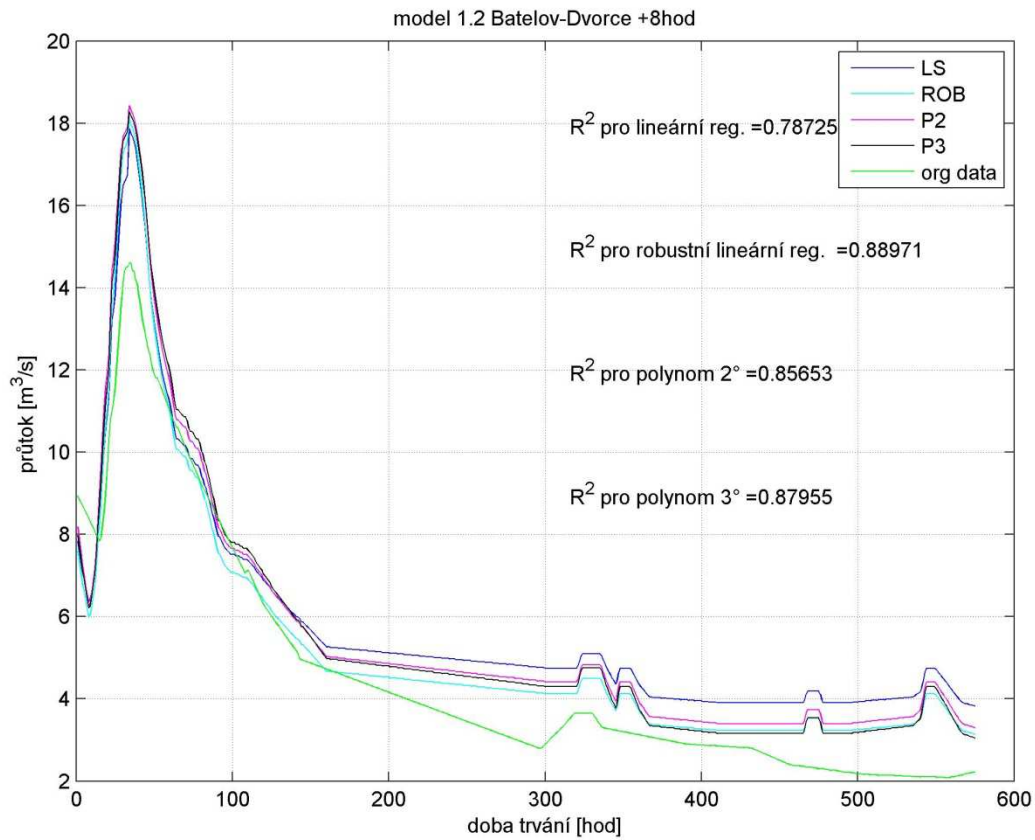 model 1.2 Batelov-Dvorce +8hod
20
18
16
14
12
10
8
6
4
2
průtok [m³/s]
0
100
200
300
400
500
600
doba trvání [hod]
LS
ROB
P2
P3
org data
R² pro lineární reg. =0.78725
R² pro robustní lineární reg. =0.88971
R² pro polynom 2° =0.85653
R² pro polynom 3° =0.87955